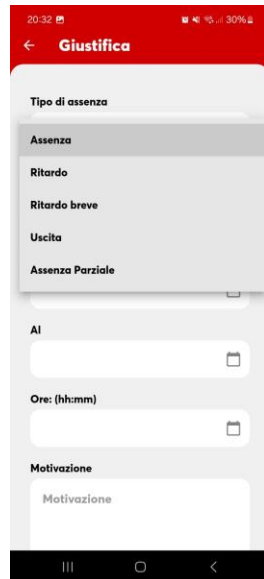 20:32
30%
Giustifica
Tipo di assenza
Assenza
Ritardo
Ritardo breve
Uscita
Assenza Parziale
Al
Ore: (hh:mm)
Motivazione
Motivazione